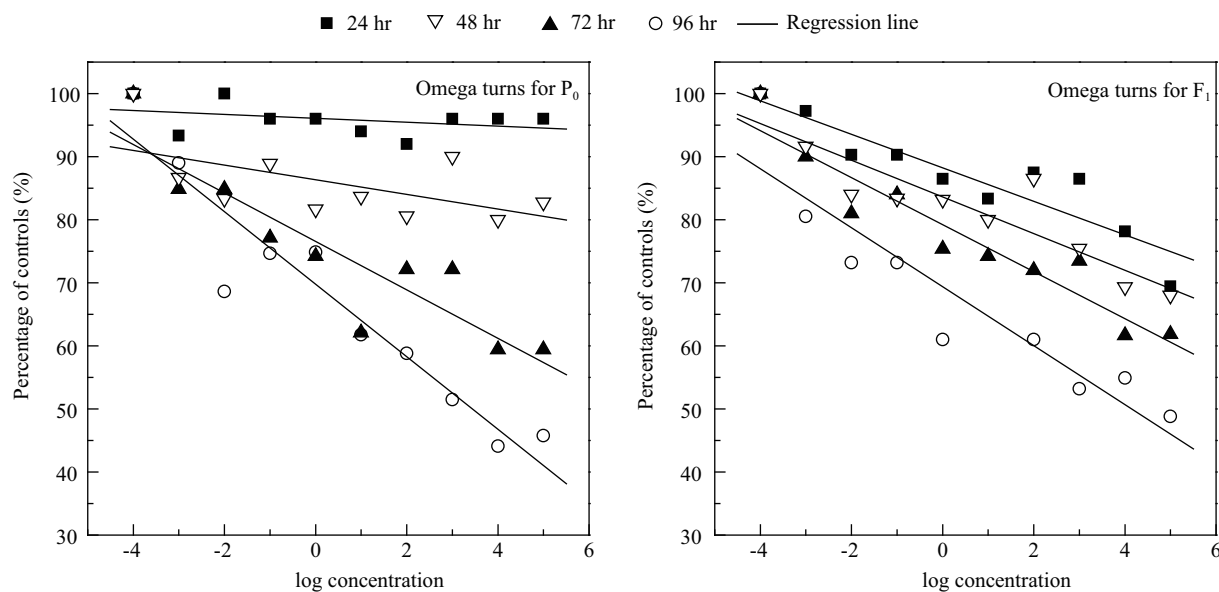 24 hr 48 hr 72 hr 96 hr Regression line
Omega turns for P0
100
90
80
70
60
50
40
30
Percentage of controls (%)
-4 -2 0 2 4 6
log concentration
Omega turns for F1
100
90
80
70
60
50
40
30
Percentage of controls (%)
-4 -2 0 2 4 6
log concentration